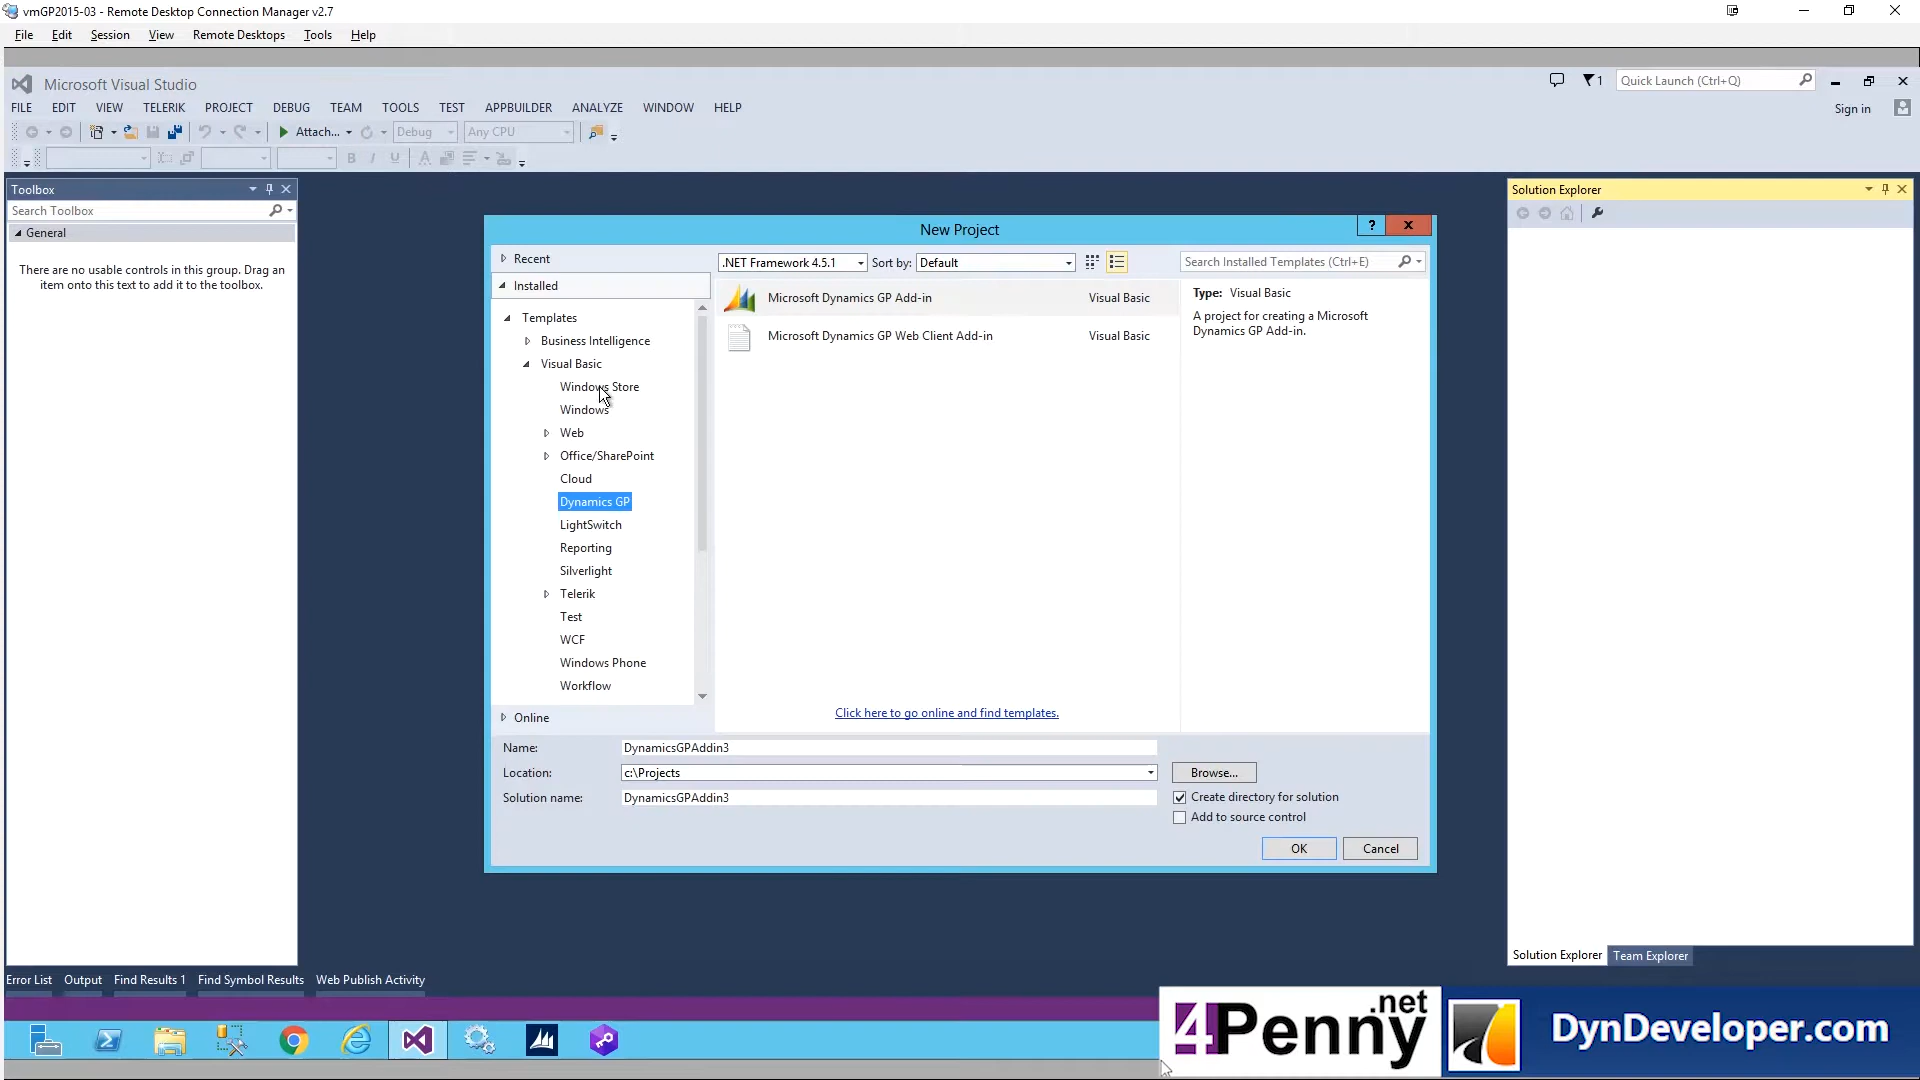 vmGP2015-03 - Remote Desktop Connection Manager v2.7
File Edit Session View Remote Desktops Tools Help
Microsoft Visual Studio
1
Quick Launch (Ctrl+Q)
FILE EDIT VIEW TELERIK PROJECT DEBUG TEAM TOOLS TEST APPBUILDER ANALYZE WINDOW HELP
Sign in
Attach... Debug Any CPU
B I U A
Toolbox
Search Toolbox
General
There are no usable controls in this group. Drag an
item onto this text to add it to the toolbox.
New Project
?
Recent
Installed
Templates
Business Intelligence
Visual Basic
Windows Store
Windows
Web
Office/SharePoint
Cloud
Dynamics GP
LightSwitch
Reporting
Silverlight
Telerik
Test
WCF
Windows Phone
Workflow
Online
.NET Framework 4.5.1 Sort by: Default
Search Installed Templates (Ctrl+E)
Microsoft Dynamics GP Add-in Visual Basic
Microsoft Dynamics GP Web Client Add-in Visual Basic
Type: Visual Basic
A project for creating a Microsoft
Dynamics GP Add-in.
Click here to go online and find templates.
Name: DynamicsGPAddin3
Location: c:\Projects Browse...
Solution name: DynamicsGPAddin3
Create directory for solution
Add to source control
OK Cancel
Solution Explorer
Solution Explorer Team Explorer
Error List Output Find Results 1 Find Symbol Results Web Publish Activity
4Penny.net
DynDeveloper.com